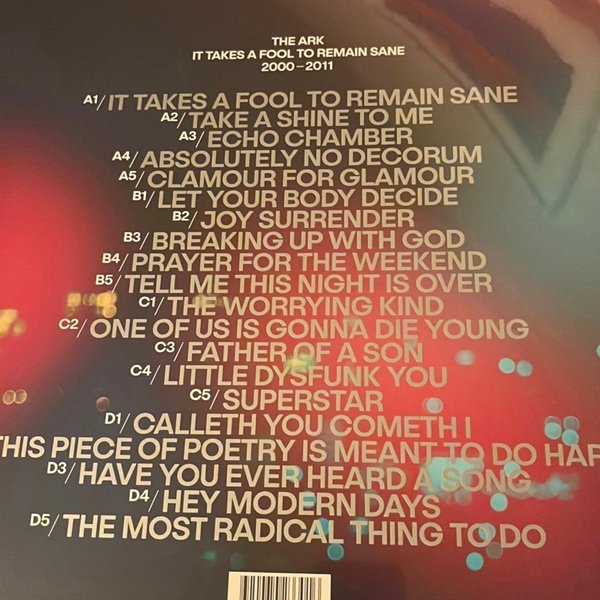 THE ARK
IT TAKES A FOOL TO REMAIN SANE
2000–2011
A1/IT TAKES A FOOL TO REMAIN SANE
A2/TAKE A SHINE TO ME
A3/ECHO CHAMBER
A4/ABSOLUTELY NO DECORUM
A5/CLAMOUR FOR GLAMOUR
B1/LET YOUR BODY DECIDE
B2/JOY SURRENDER
B3/BREAKING UP WITH GOD
B4/PRAYER FOR THE WEEKEND
B5/TELL ME THIS NIGHT IS OVER
C1/THE WORRYING KIND
C2/ONE OF US IS GONNA DIE YOUNG
C3/FATHER OF A SON
C4/LITTLE DYSFUNK YOU
C5/SUPERSTAR
D1/CALLETH YOU COMETH I
THIS PIECE OF POETRY IS MEANT TO DO HAR
D3/HAVE YOU EVER HEARD A SONG
D4/HEY MODERN DAYS
D5/THE MOST RADICAL THING TO DO